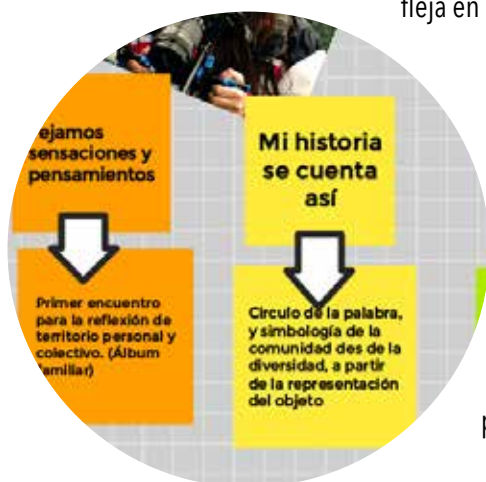 fleja en
ejamos
sensaciones y
pensamientos
Primer encuentro
para la reflexión de
territorio personal y
colectivo. (Álbum
amiliar)
Mi historia
se cuenta
así
Circulo de la palabra,
y simbología de la
comunidad des de la
diversidad, a partir
de la representación
del objeto
p